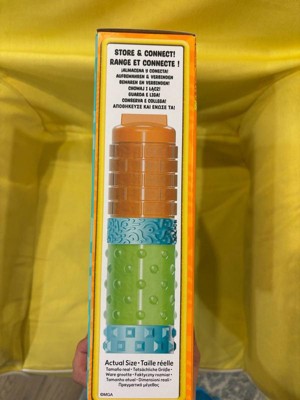 STORE & CONNECT!
RANGE ET CONNECTE !
¡ALMACENA Y CONECTA!
AUFBEWAHREN & VERBINDEN
BEWAREN EN VERBINDEN!
CHOWAJ I ŁĄCZ!
GUARDA E LIGA!
CONSERVA E COLLEGA!
ΑΠΟΘΗΚΕΥΣΕ ΚΑΙ ΕΝΩΣΕ ΤΑ!
Actual Size • Taille réelle
Tamaño real • Tatsächliche Größe
Ware grootte • Faktyczny rozmiar
Tamanho atual • Dimensioni reali
Πραγματικό μέγεθος
©MGA